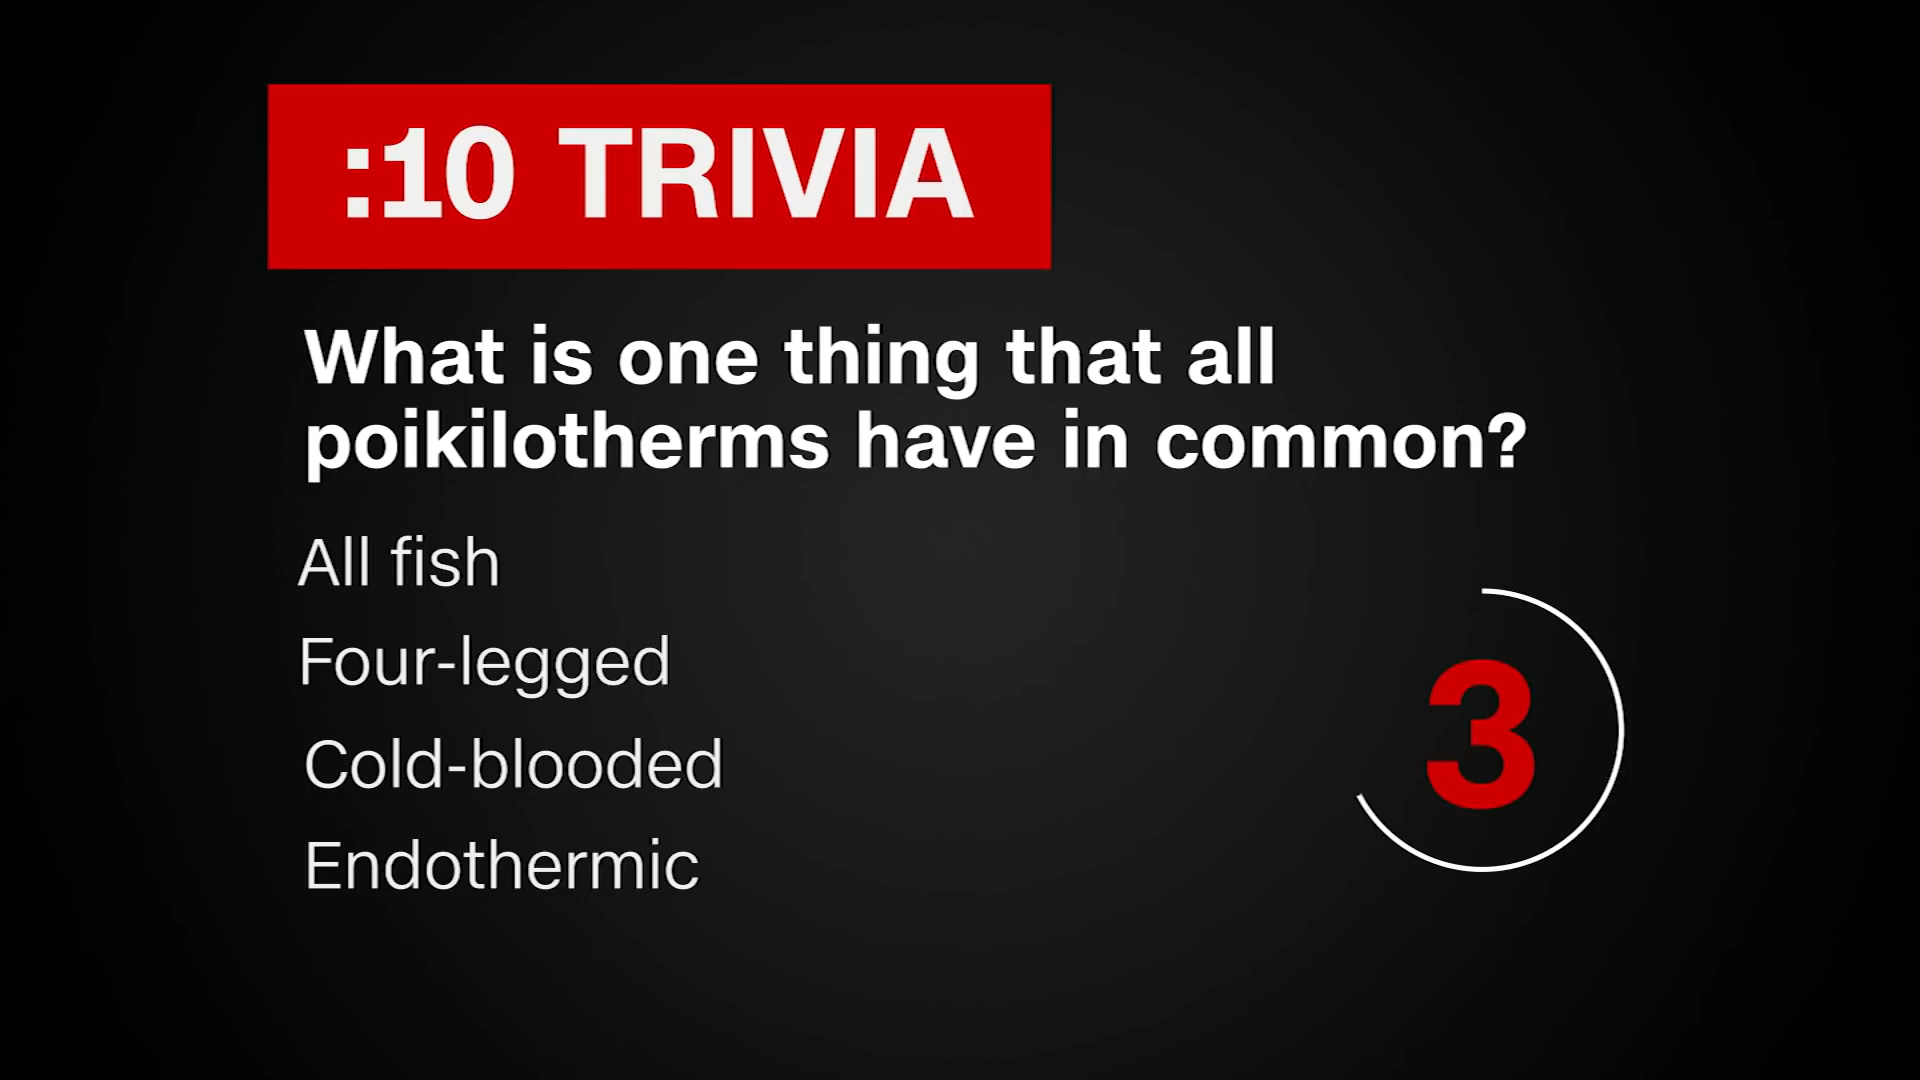 :10 TRIVIA
What is one thing that all
poikilotherms have in common?
All fish
Four-legged
Cold-blooded
Endothermic
3